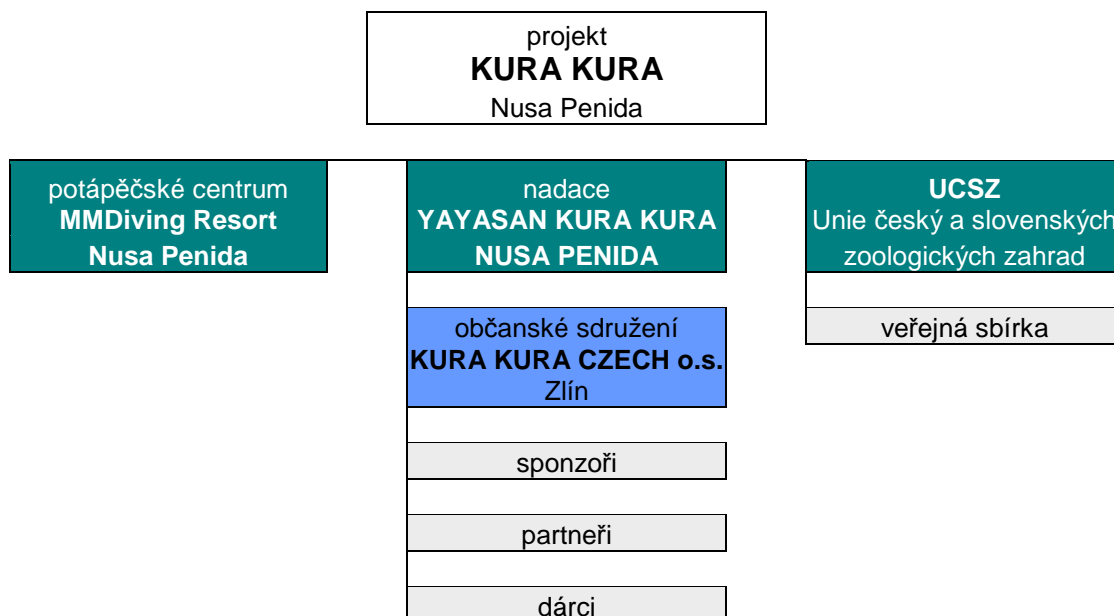 projekt
KURA KURA
Nusa Penida
potápěčské centrum
MMDiving Resort
Nusa Penida
nadace
YAYASAN KURA KURA
NUSA PENIDA
UCSZ
Unie český a slovenských
zoologických zahrad
občanské sdružení
KURA KURA CZECH o.s.
Zlín
veřejná sbírka
sponzoři
partneři
dárci